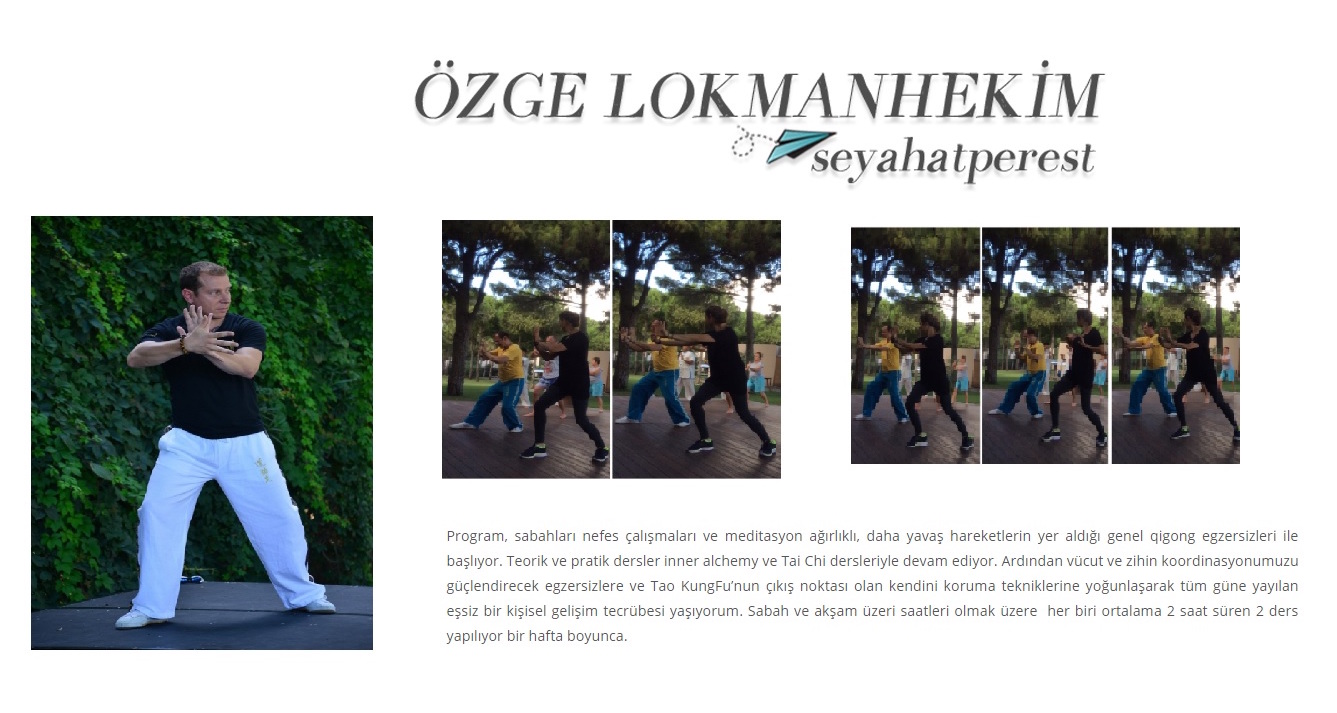 ÖZGE LOKMANHEKİM
seyahatperest
Program, sabahları nefes çalışmaları ve meditasyon ağırlıklı, daha yavaş hareketlerin yer aldığı genel qigong egzersizleri ile
başlıyor. Teorik ve pratik dersler inner alchemy ve Tai Chi dersleriyle devam ediyor. Ardından vücut ve zihin koordinasyonumuzu
güçlendirecek egzersizlere ve Tao KungFu’nun çıkış noktası olan kendini koruma tekniklerine yoğunlaşarak tüm güne yayılan
eşsiz bir kişisel gelişim tecrübesi yaşıyorum. Sabah ve akşam üzeri saatleri olmak üzere  her biri ortalama 2 saat süren 2 ders
yapılıyor bir hafta boyunca.